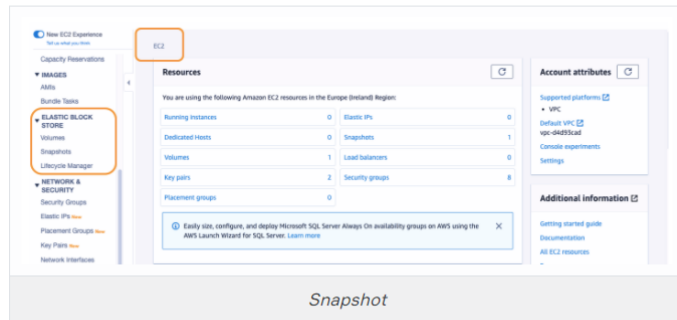 New EC2 Experience
Tell us what you think
EC2
Capacity Reservations
IMAGES
AMIs
Bundle Tasks
ELASTIC BLOCK
STORE
Volumes
Snapshots
Lifecycle Manager
NETWORK &
SECURITY
Security Groups
Elastic IPs New
Placement Groups New
Key Pairs New
Network Interfaces
Resources
You are using the following Amazon EC2 resources in the Europe (Ireland) Region:
Running instances 0 Elastic IPs 0
Dedicated Hosts 0 Snapshots 1
Volumes 1 Load balancers 0
Key pairs 2 Security groups 8
Placement groups 0
Easily size, configure, and deploy Microsoft SQL Server Always On availability groups on AWS using the
AWS Launch Wizard for SQL Server. Learn more
Account attributes
Supported platforms
VPC
Default VPC
vpc-d4d93cad
Console experiments
Settings
Additional information
Getting started guide
Documentation
All EC2 resources
Snapshot